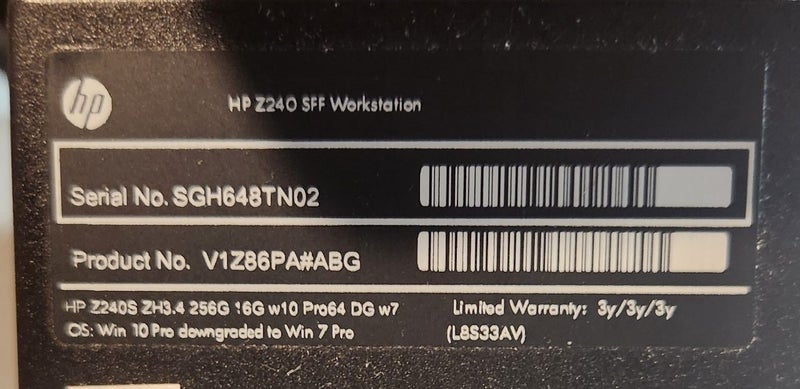 hp
HP Z240 SFF Workstation
Serial No. SGH648TN02
Product No. V1Z86PA#ABG
HP Z240S ZH3.4 256G 16G w10 Pro64 DG w7
OS: Win 10 Pro downgraded to Win 7 Pro
Limited Warranty: 3y/3y/3y
(L8S33AV)